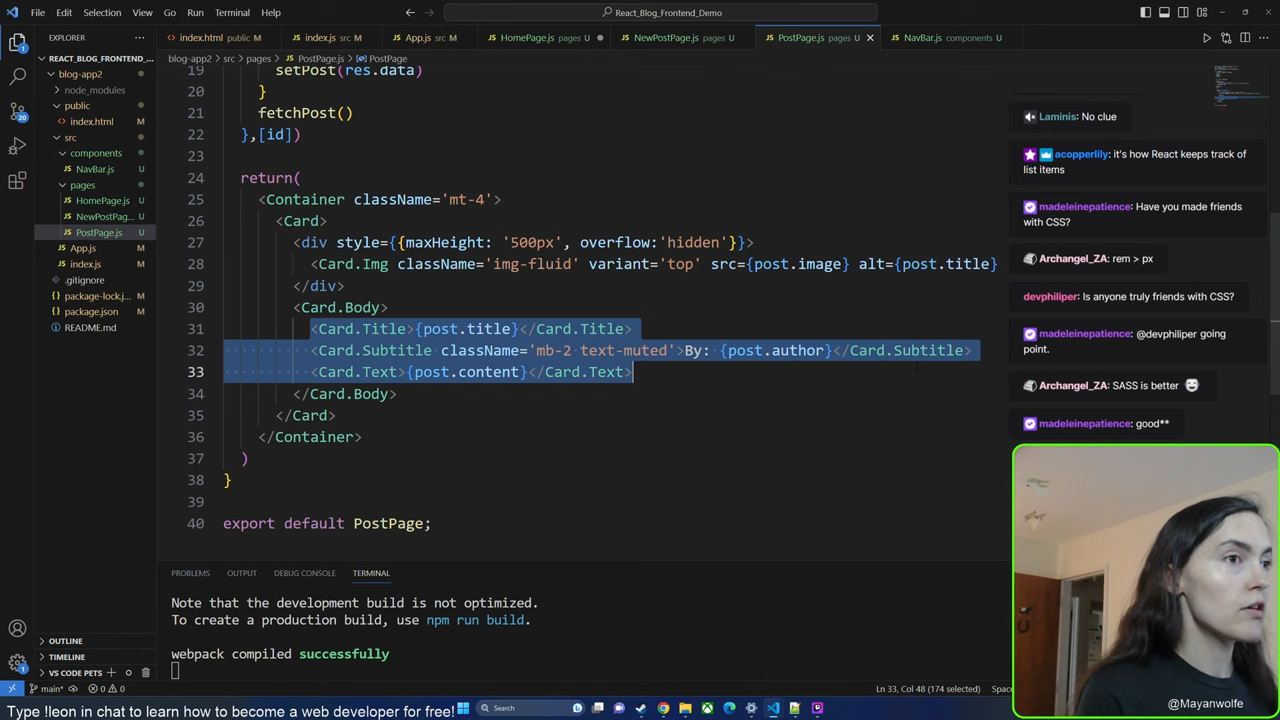 File Edit Selection View Go Run Terminal Help
React_Blog_Frontend_Demo
EXPLORER
index.html public M
index.js src M
App.js src M
HomePage.js pages U
NewPostPage.js pages U
PostPage.js pages U
NavBar.js components U
blog-app2 > src > pages > JS PostPage.js > PostPage
REACT_BLOG_FRONTEND_...
blog-app2
node_modules
public
index.html U
src
components
NavBar.js U
pages
HomePage.js U
NewPostPag... U
PostPage.js U
App.js U
index.js U
.gitignore
package-lock.j... M
package.json M
README.md
19
20
21
22
23
24
25
26
27
28
29
30
31
32
33
34
35
36
37
38
39
40
setPost(res.data)
}
fetchPost()
},[id])
return(
<Container className='mt-4'>
<Card>
<div style={{maxHeight: '500px', overflow:'hidden'}}>
<Card.Img className='img-fluid' variant='top' src={post.image} alt={post.title}
</div>
<Card.Body>
<Card.Title>{post.title}</Card.Title>
<Card.Subtitle className='mb-2 text-muted'>By: {post.author}</Card.Subtitle>
<Card.Text>{post.content}</Card.Text>
</Card.Body>
</Card>
</Container>
)
}
export default PostPage;
Laminis: No clue
acopperlily: it's how React keeps track of
list items
madeleinepatience: Have you made friends
with CSS?
Archangel_ZA: rem > px
devphiliper: Is anyone truly friends with CSS?
madeleinepatience: @devphiliper going
point.
Archangel_ZA: SASS is better
madeleinepatience: good**
PROBLEMS OUTPUT DEBUG CONSOLE TERMINAL
Note that the development build is not optimized.
To create a production build, use npm run build.
webpack compiled successfully
OUTLINE
TIMELINE
VS CODE PETS
main* 0 0
Ln 33, Col 48 (174 selected)
Type !leon in chat to learn how to become a web developer for free!
Search
@Mayanwolfe